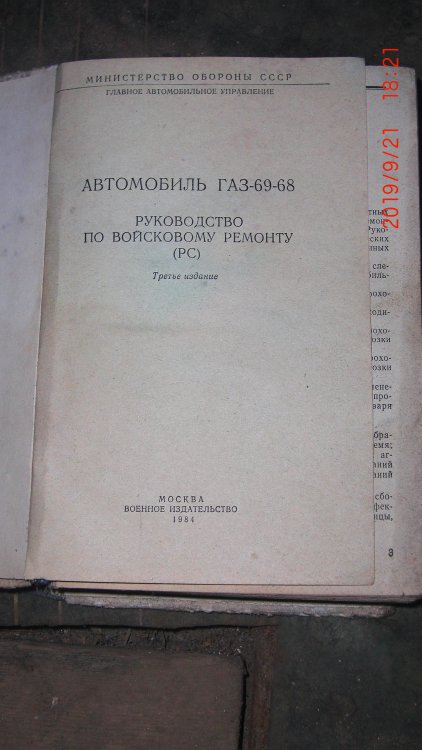 МИНИСТЕРСТВО ОБОРОНЫ СССР
ГЛАВНОЕ АВТОМОБИЛЬНОЕ УПРАВЛЕНИЕ
АВТОМОБИЛЬ ГАЗ-69-68
РУКОВОДСТВО
ПО ВОЙСКОВОМУ РЕМОНТУ
(РС)
Третье издание
МОСКВА
ВОЕННОЕ ИЗДАТЕЛЬСТВО
1984
3
2019/9/21 18:21